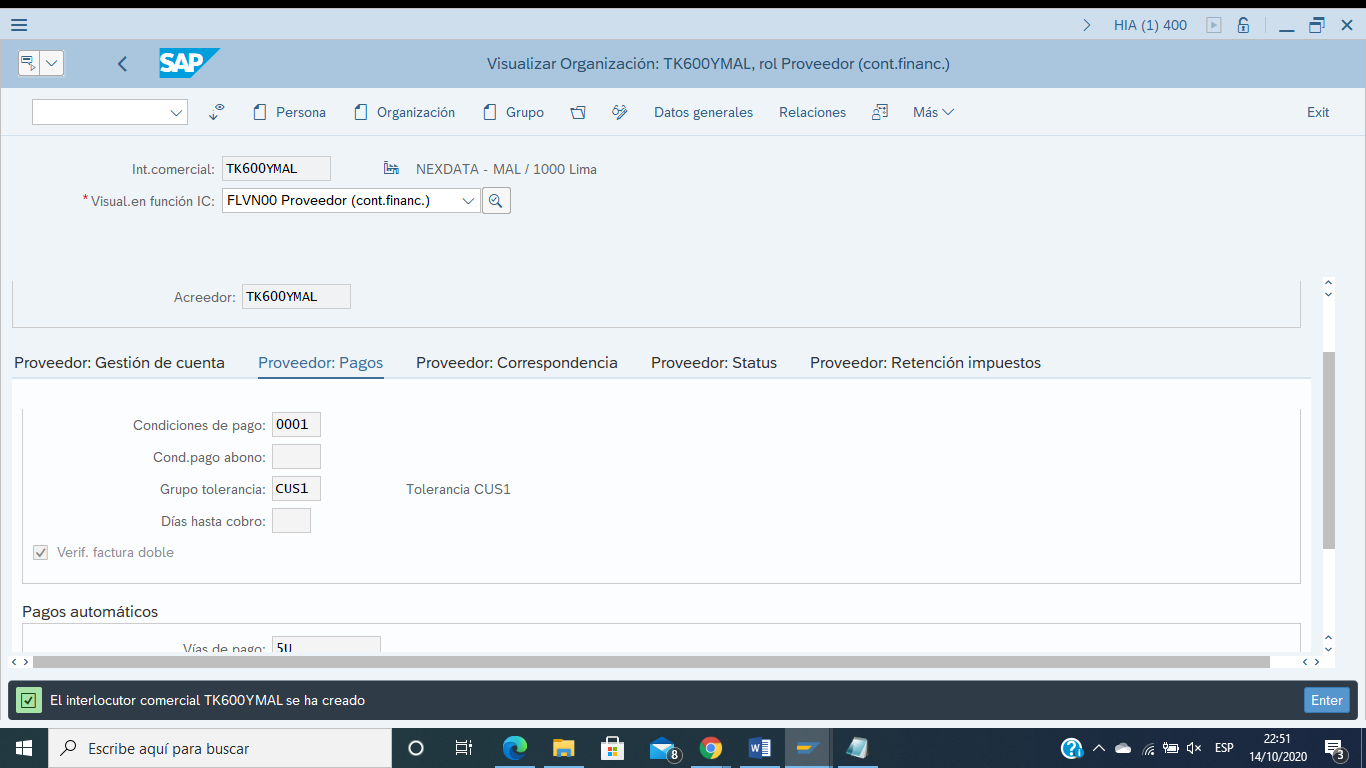 HIA (1) 400
SAP
Visualizar Organización: TK600YMAL, rol Proveedor (cont.financ.)
Persona
Organización
Grupo
Datos generales
Relaciones
Más
Exit
Int.comercial: TK600YMAL NEXDATA - MAL / 1000 Lima
* Visual.en función IC: FLVN00 Proveedor (cont.financ.)
Acreedor: TK600YMAL
Proveedor: Gestión de cuenta
Proveedor: Pagos
Proveedor: Correspondencia
Proveedor: Status
Proveedor: Retención impuestos
Condiciones de pago: 0001
Cond.pago abono:
Grupo tolerancia: CUS1 Tolerancia CUS1
Días hasta cobro:
Verif. factura doble
Pagos automáticos
Vías de pago: 5U
El interlocutor comercial TK600YMAL se ha creado
Enter
Escribe aquí para buscar
8
ESP
22:51
14/10/2020
3